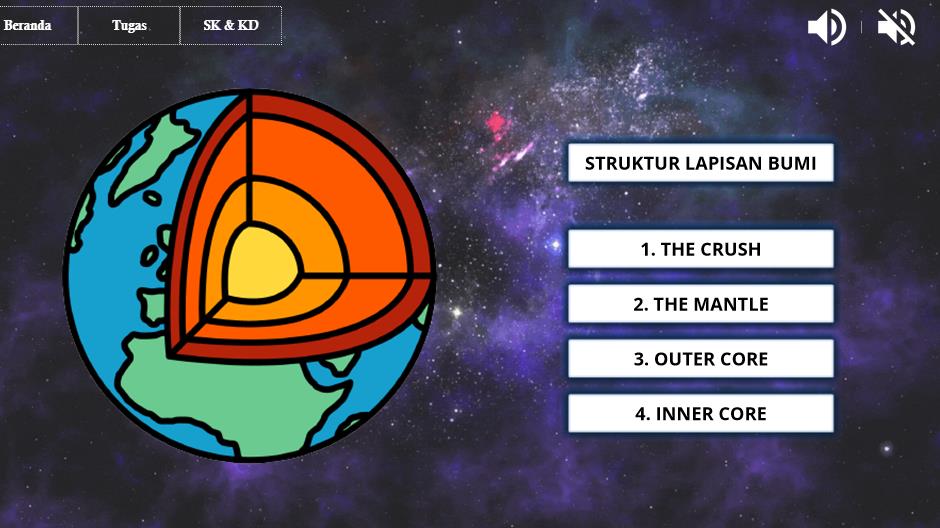 Beranda
Tugas
SK & KD
STRUKTUR LAPISAN BUMI
1. THE CRUSH
2. THE MANTLE
3. OUTER CORE
4. INNER CORE